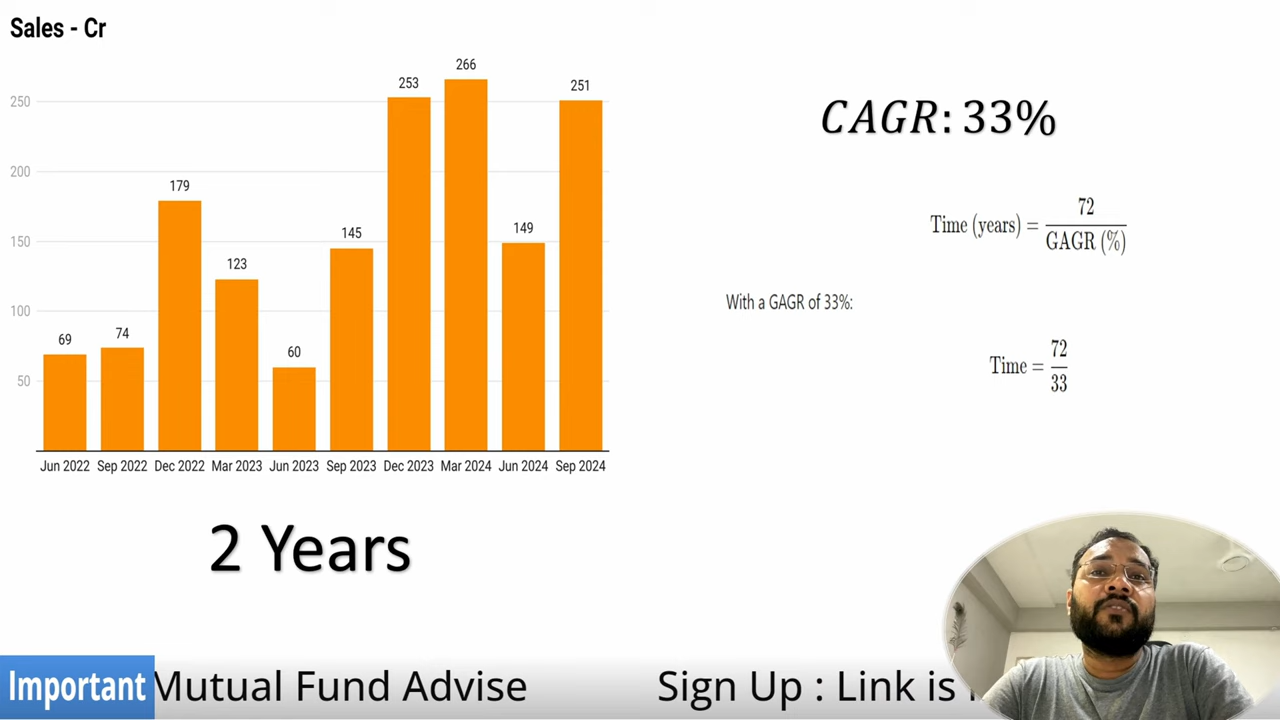 Sales - Cr
266
253
251
250
200
179
150
149
145
123
100
74
69
60
50
Jun 2022 Sep 2022 Dec 2022 Mar 2023 Jun 2023 Sep 2023 Dec 2023 Mar 2024 Jun 2024 Sep 2024
2 Years
CAGR: 33%
Time (years) = 72
GAGR (%)
With a GAGR of 33%:
Time = 72
33
Important Mutual Fund Advise Sign Up : Link is